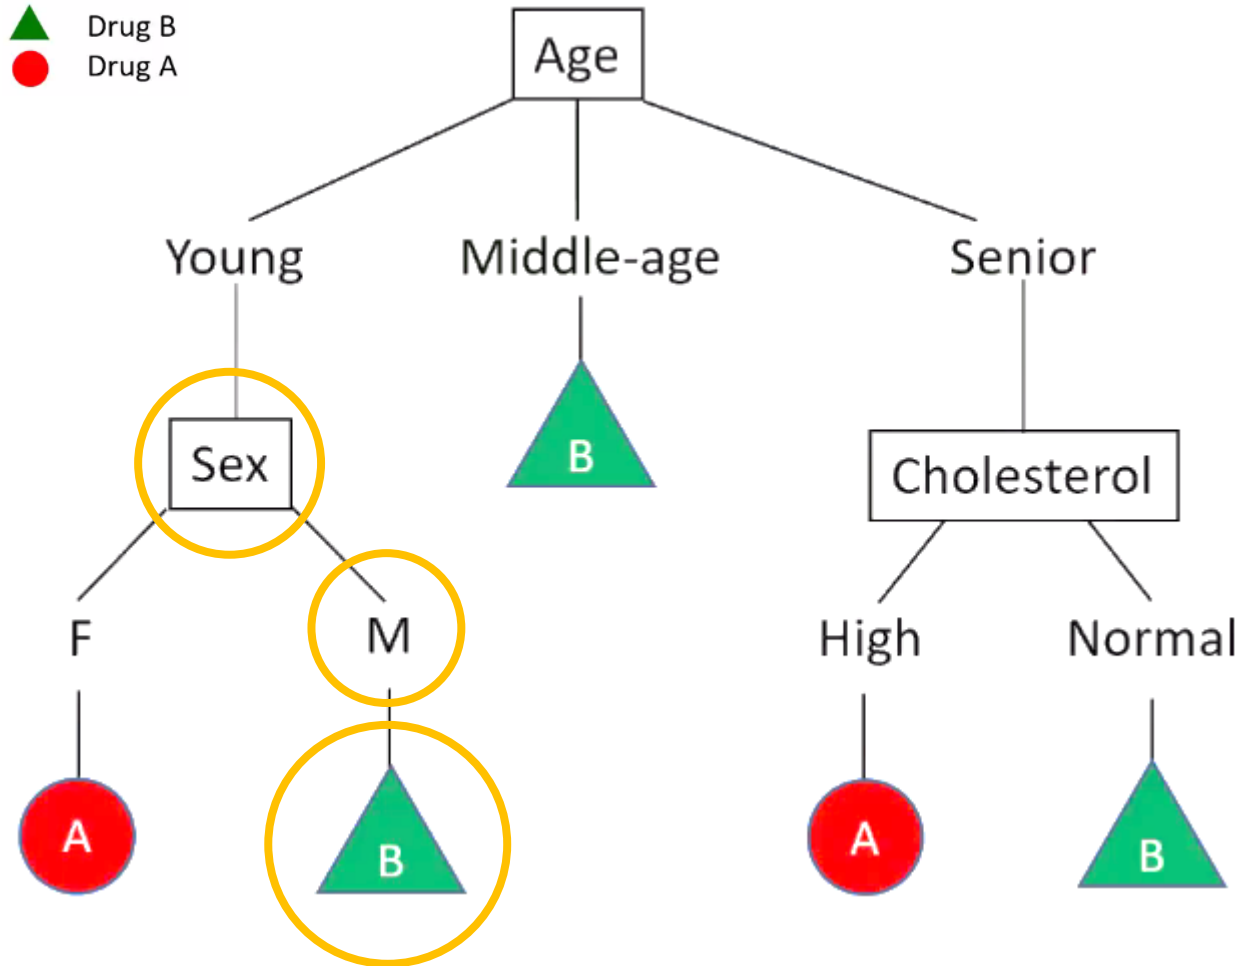 Drug B
Drug A
Age
Young Middle-age Senior
B
Sex
Cholesterol
F M
High Normal
A
B
A
B